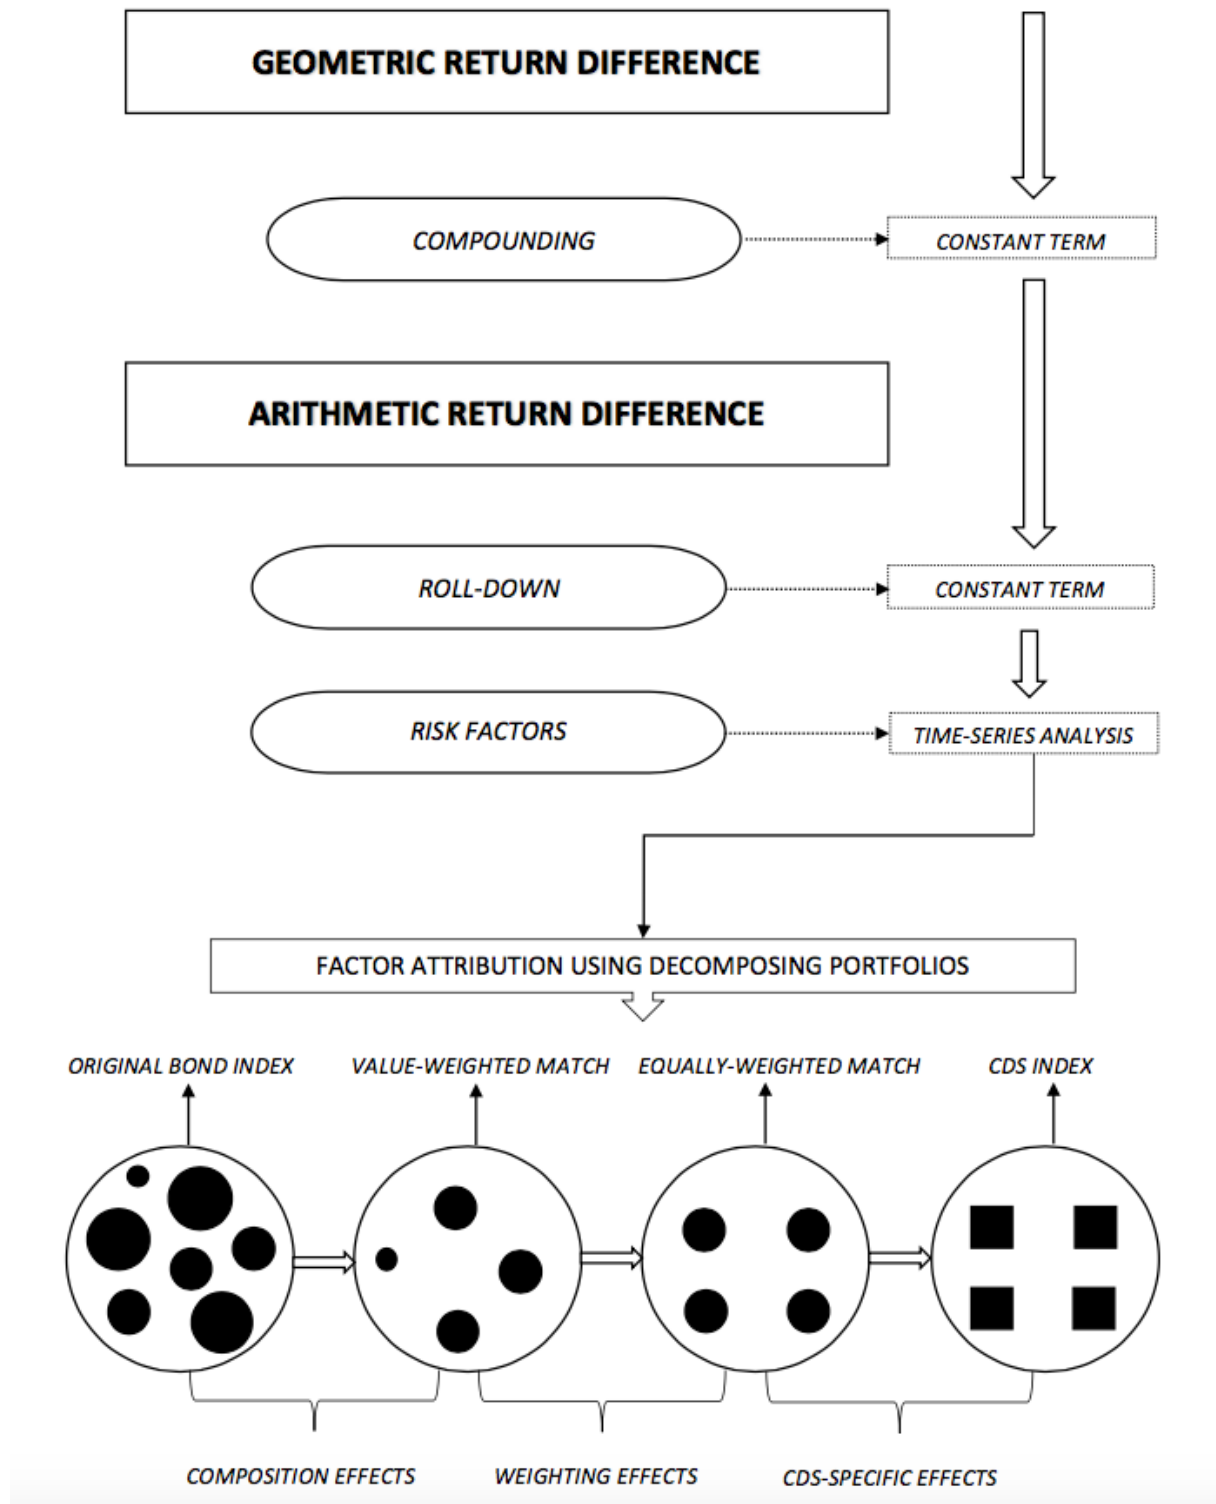 GEOMETRIC RETURN DIFFERENCE
COMPOUNDING
CONSTANT TERM
ARITHMETIC RETURN DIFFERENCE
ROLL-DOWN
CONSTANT TERM
RISK FACTORS
TIME-SERIES ANALYSIS
FACTOR ATTRIBUTION USING DECOMPOSING PORTFOLIOS
ORIGINAL BOND INDEX
VALUE-WEIGHTED MATCH
EQUALLY-WEIGHTED MATCH
CDS INDEX
COMPOSITION EFFECTS
WEIGHTING EFFECTS
CDS-SPECIFIC EFFECTS